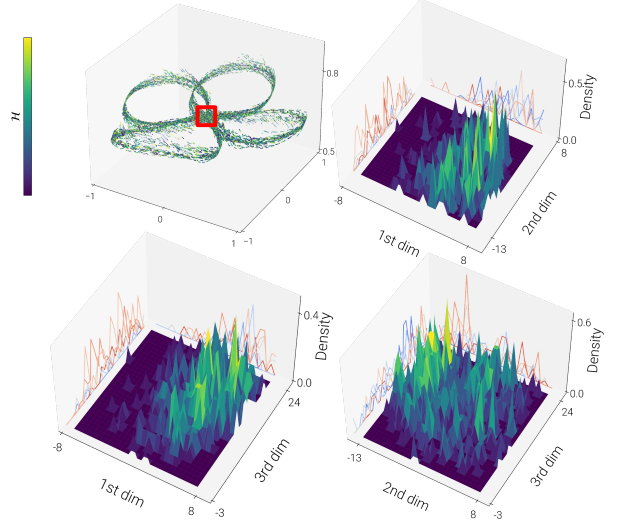 ℋ
0.8
0.5
1
0
-1
-1
0
1
0.5
0.0
8
-13
-8
8
1st dim
2nd dim
Density
0.4
0.0
24
-3
-8
8
1st dim
3rd dim
Density
0.6
0.0
24
-3
-13
8
2nd dim
3rd dim
Density